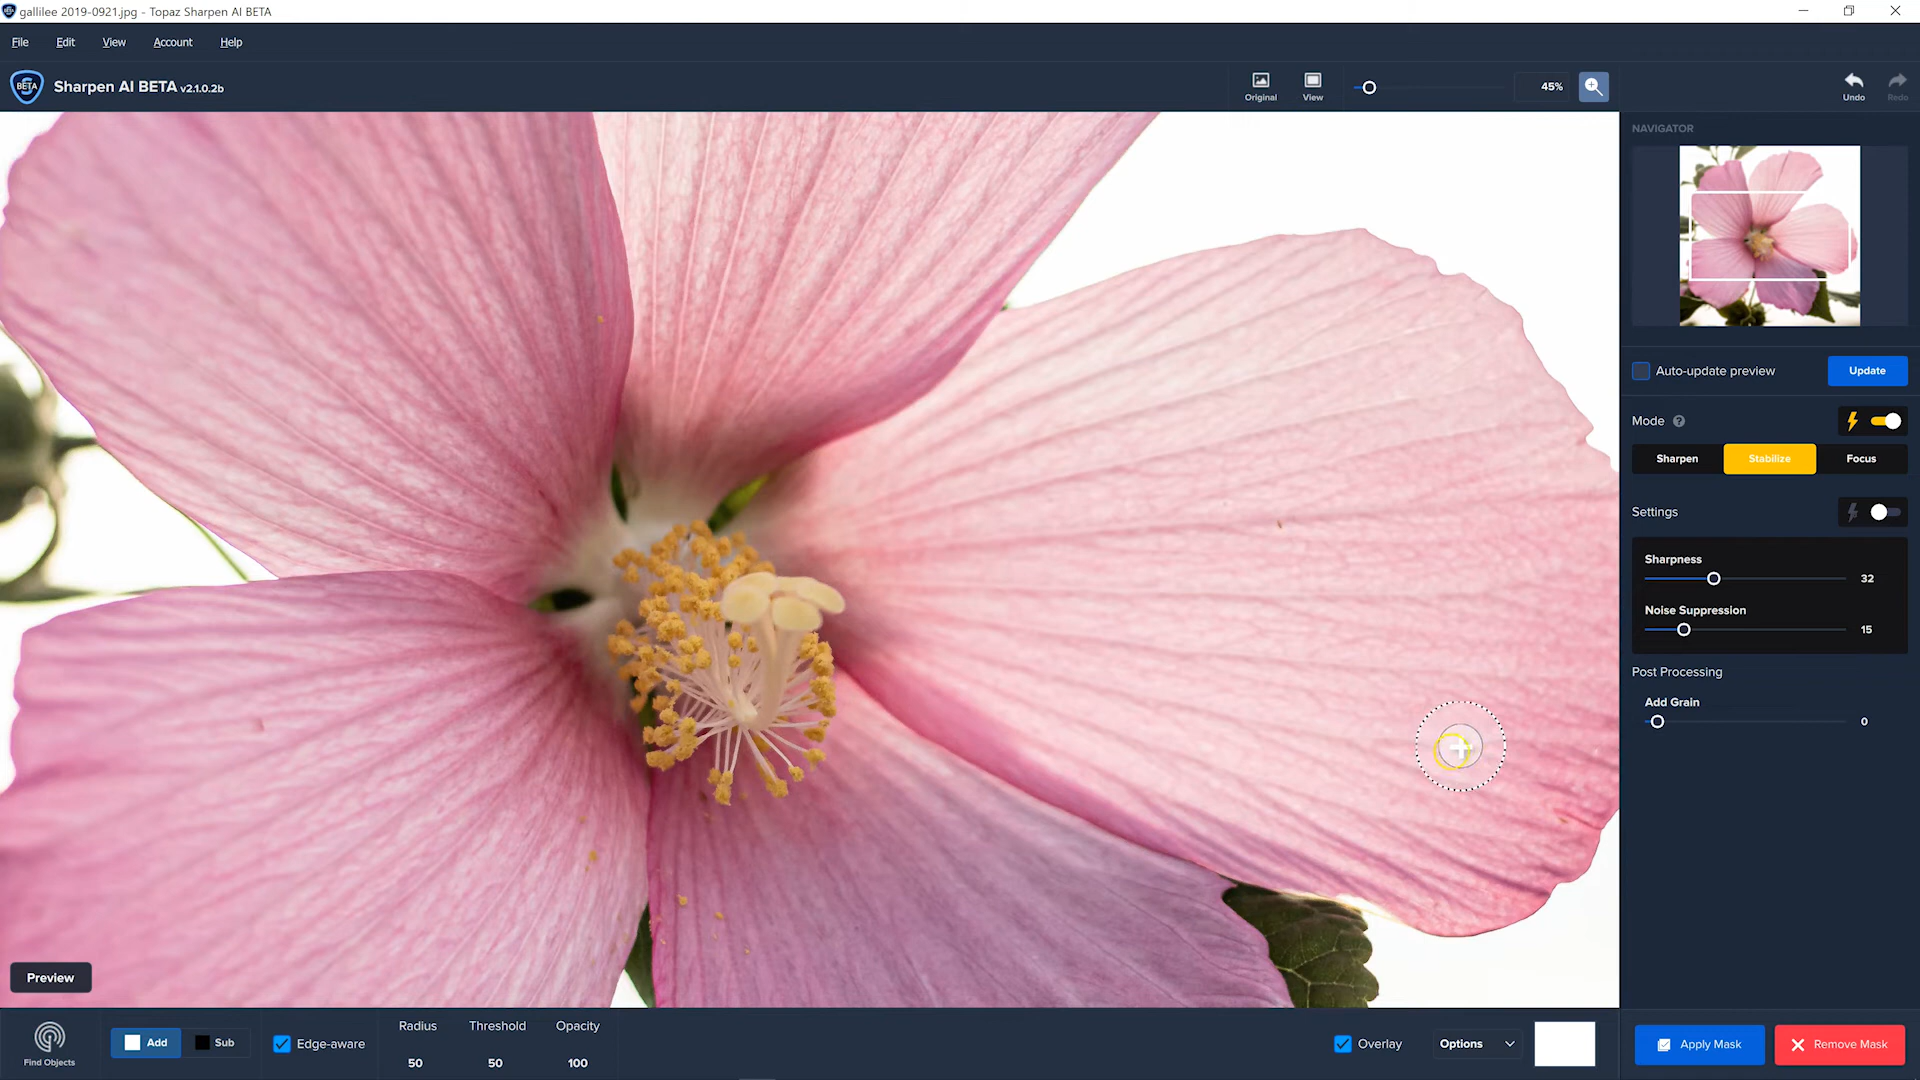 gallilee 2019-0921.jpg - Topaz Sharpen AI BETA
File Edit View Account Help
BETA Sharpen AI BETA v2.1.0.2b
Original View 45% Undo Redo
NAVIGATOR
Auto-update preview Update
Mode ?
Sharpen Stabilize Focus
Settings
Sharpness
32
Noise Suppression
15
Post Processing
Add Grain
0
Preview
Find Objects
Add Sub
Edge-aware
Radius Threshold Opacity
50 50 100
Overlay Options
Apply Mask Remove Mask